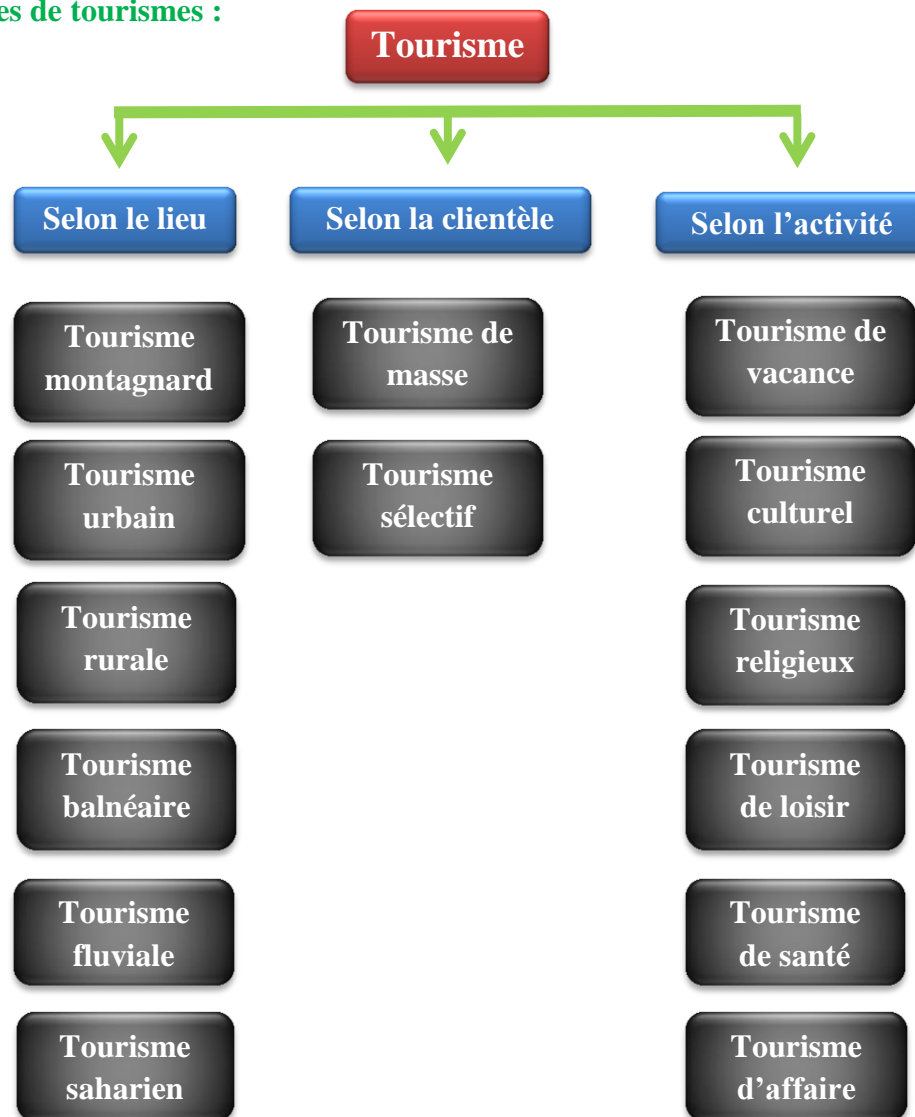 es de tourismes :
Tourisme
Selon le lieu
Selon la clientèle
Selon l’activité
Tourisme
montagnard
Tourisme de
masse
Tourisme de
vacance
Tourisme
urbain
Tourisme
sélectif
Tourisme
culturel
Tourisme
rurale
Tourisme
religieux
Tourisme
balnéaire
Tourisme
de loisir
Tourisme
fluviale
Tourisme
de santé
Tourisme
saharien
Tourisme
d’affaire